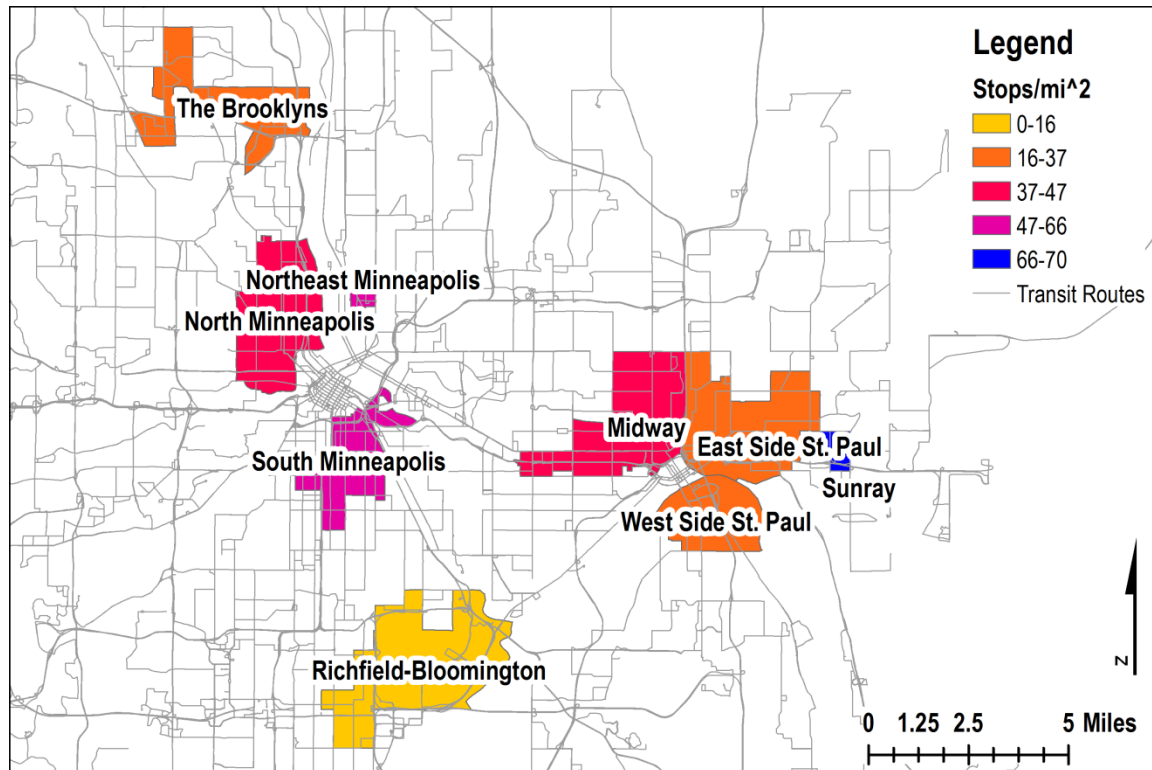 Legend
Stops/mi^2
0-16
16-37
37-47
47-66
66-70
Transit Routes
The Brooklyns
Northeast Minneapolis
North Minneapolis
Midway
East Side St. Paul
South Minneapolis
Sunray
West Side St. Paul
Richfield-Bloomington
N
0 1.25 2.5 5 Miles